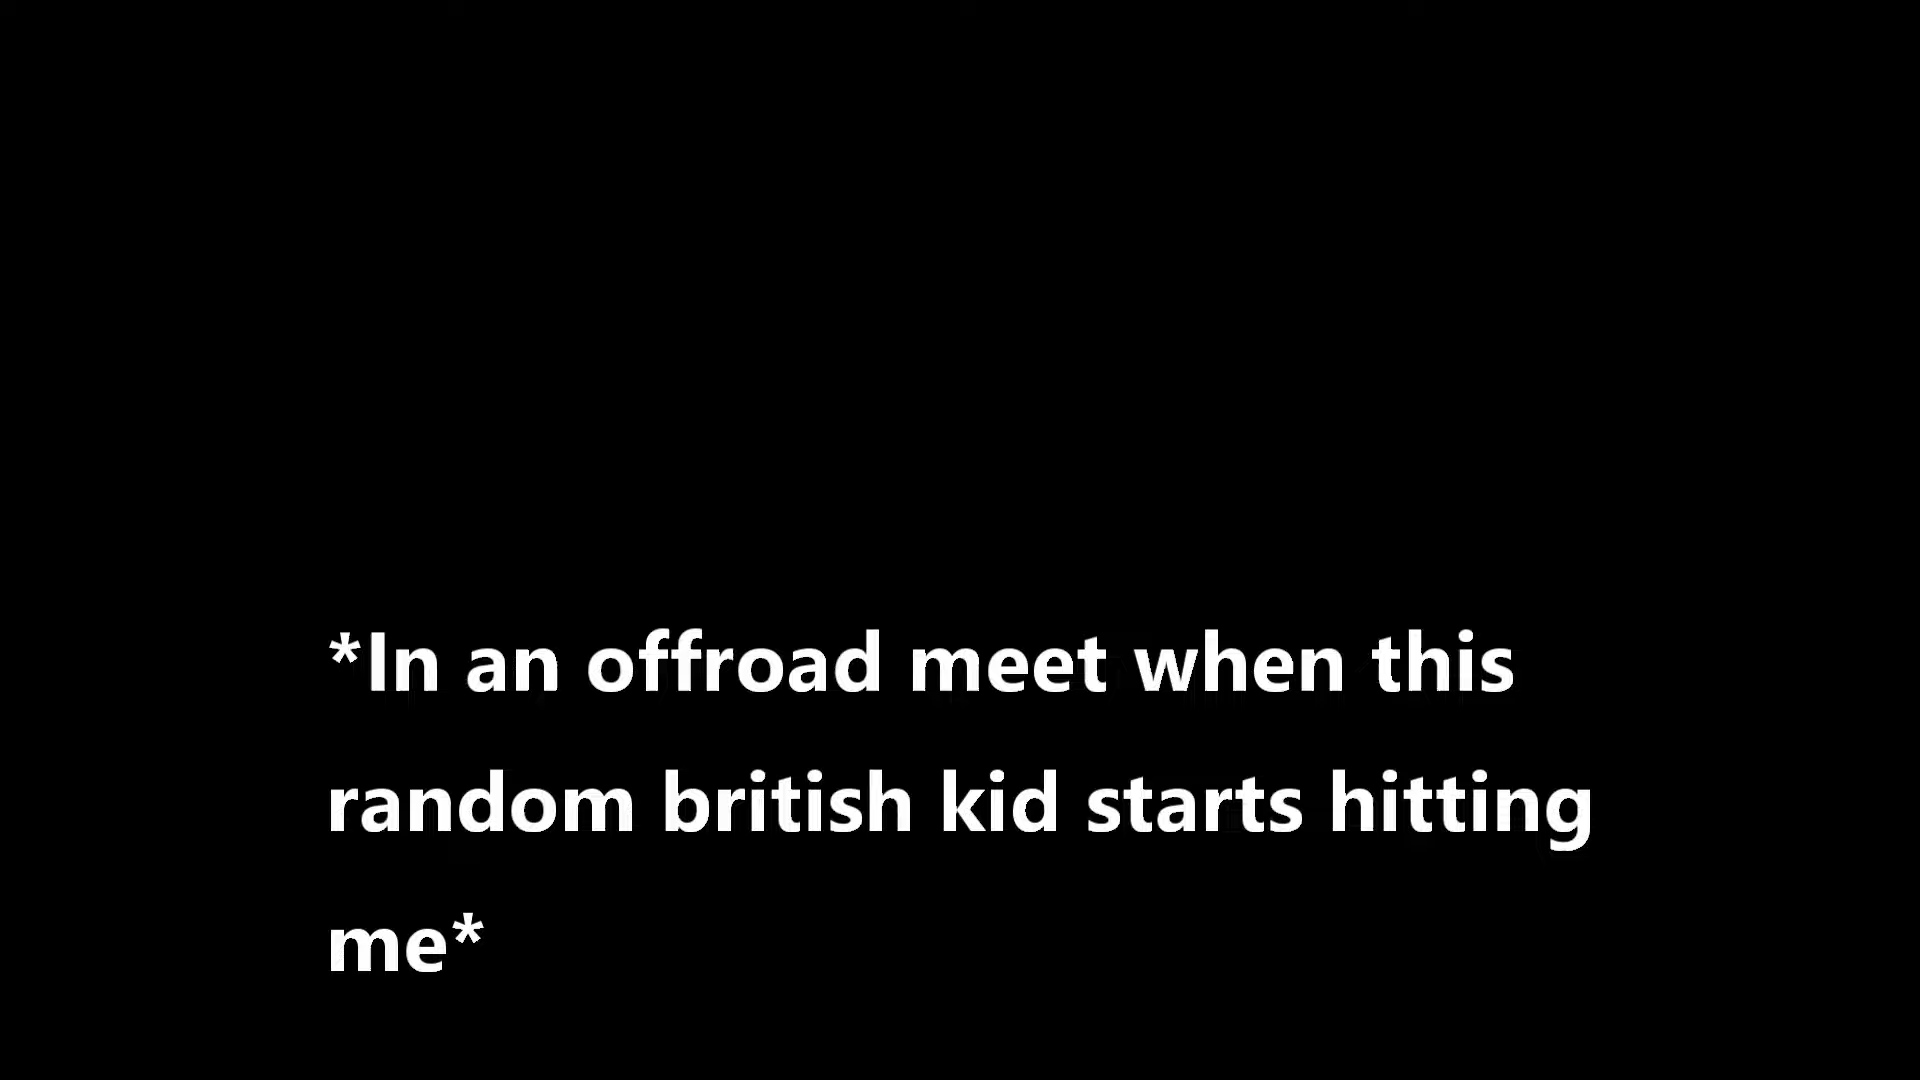 *In an offroad meet when this
random british kid starts hitting
me*